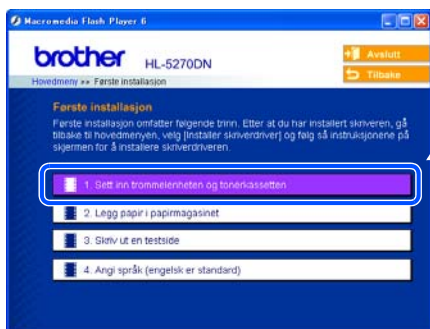 Macromedia Flash Player 6
brother HL-5270DN
Avslutt
Tilbake
Hovedmeny >> Første installasjon
Første installasjon
Første installasjon omfatter følgende trinn. Etter at du har installert skriveren, gå
tilbake til hovedmenyen, velg [Installer skriverdriver] og følg så instruksjonene på
skjermen for å installere skriverdriveren.
1. Sett inn trommelenheten og tonerkassetten
2. Legg papir i papirmagasinet
3. Skriv ut en testside
4. Angi språk (engelsk er standard)